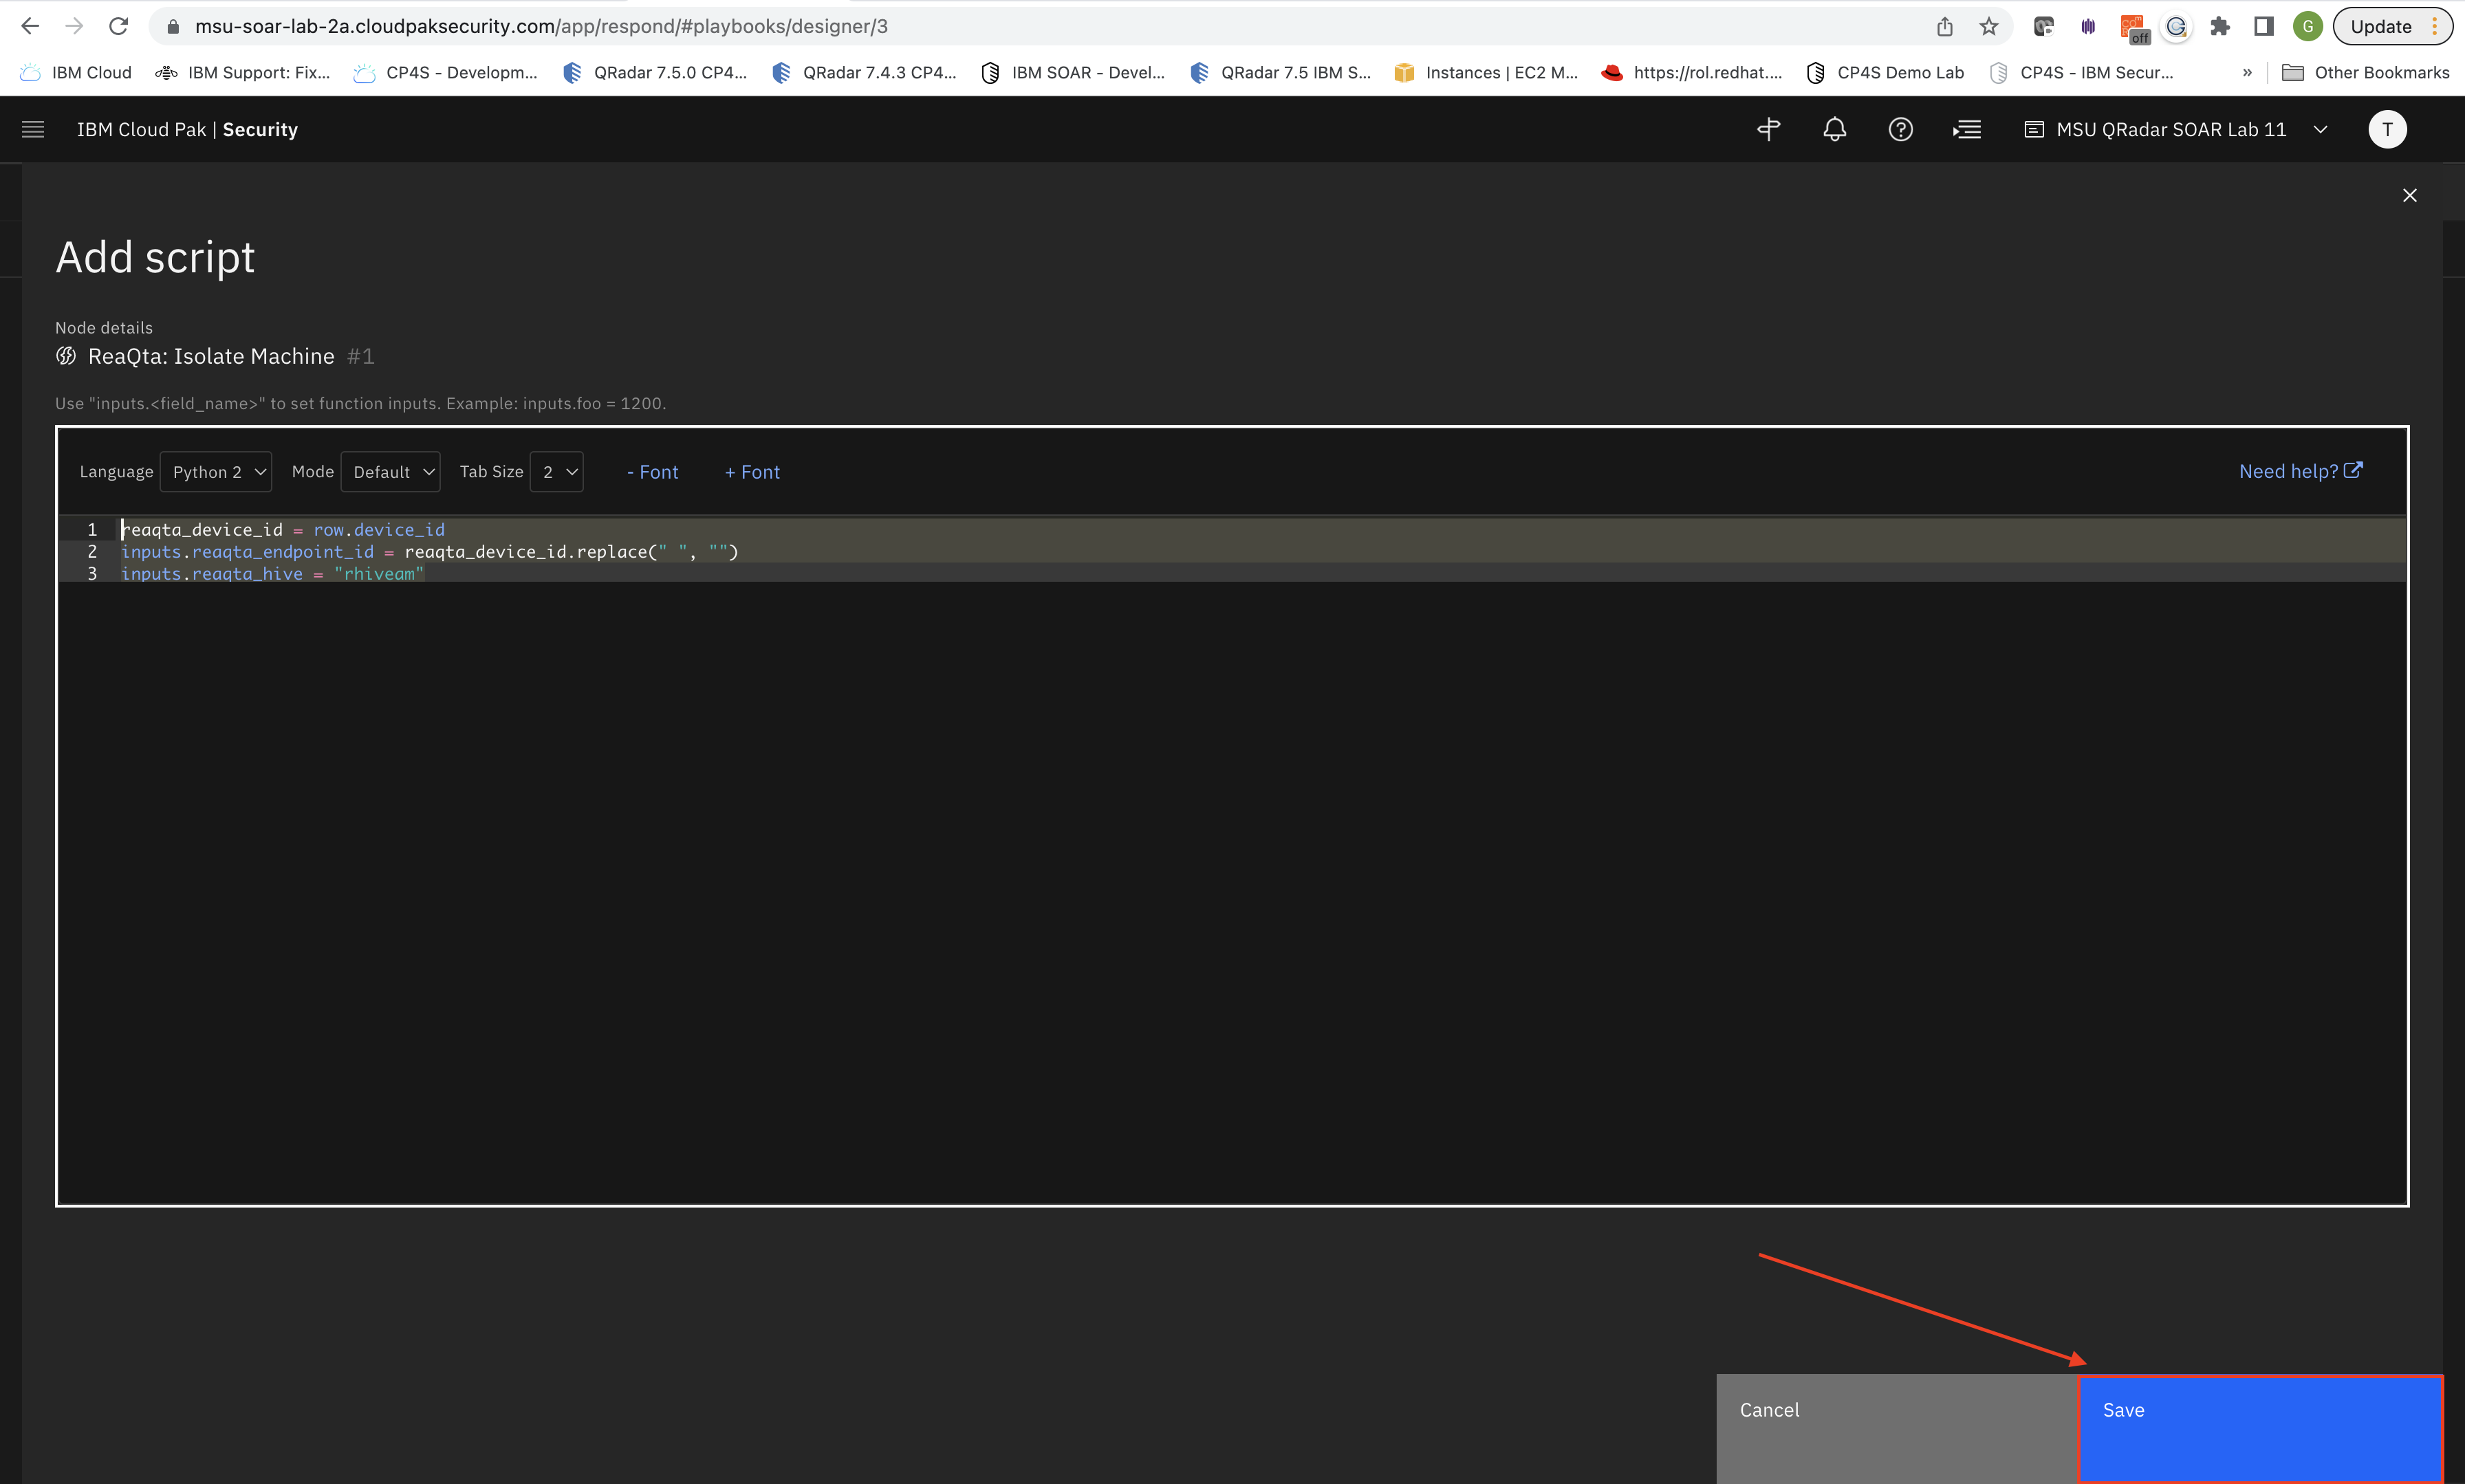 msu-soar-lab-2a.cloudpaksecurity.com/app/respond/#playbooks/designer/3
off
G
Update
IBM Cloud
IBM Support: Fix...
CP4S - Developm...
QRadar 7.5.0 CP4...
QRadar 7.4.3 CP4...
IBM SOAR - Devel...
QRadar 7.5 IBM S...
Instances | EC2 M...
https://rol.redhat....
CP4S Demo Lab
CP4S - IBM Secur...
»
Other Bookmarks
IBM Cloud Pak | Security
MSU QRadar SOAR Lab 11
T
Add script
Node details
ReaQta: Isolate Machine #1
Use "inputs.<field_name>" to set function inputs. Example: inputs.foo = 1200.
Language Python 2 Mode Default Tab Size 2 - Font + Font Need help?
1 reaqta_device_id = row.device_id
2 inputs.reaqta_endpoint_id = reaqta_device_id.replace(" ", "")
3 inputs.reaqta_hive = "rhiveam"
Cancel
Save